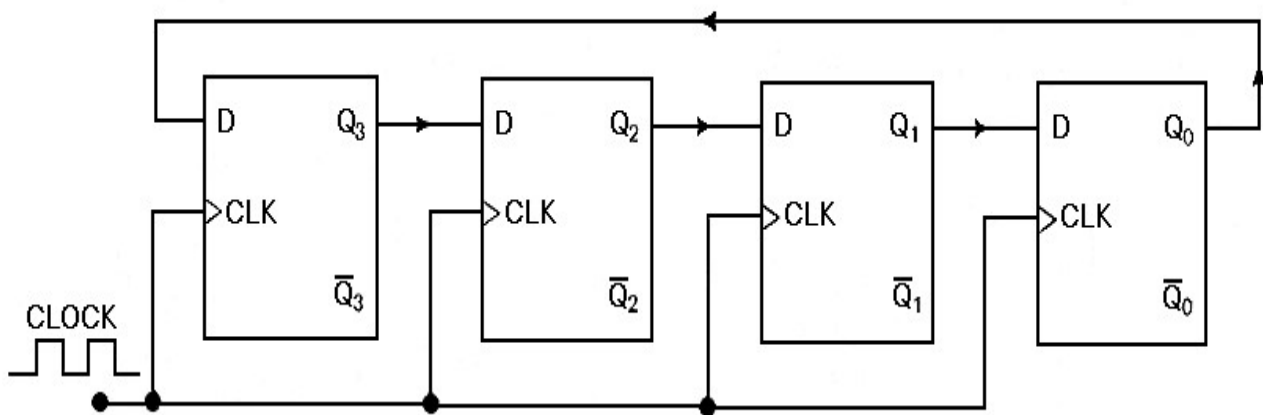 D Q₃ D Q₂ D Q₁ D Q₀
CLK CLK CLK CLK
Q̅₃ Q̅₂ Q̅₁ Q̅₀
CLOCK